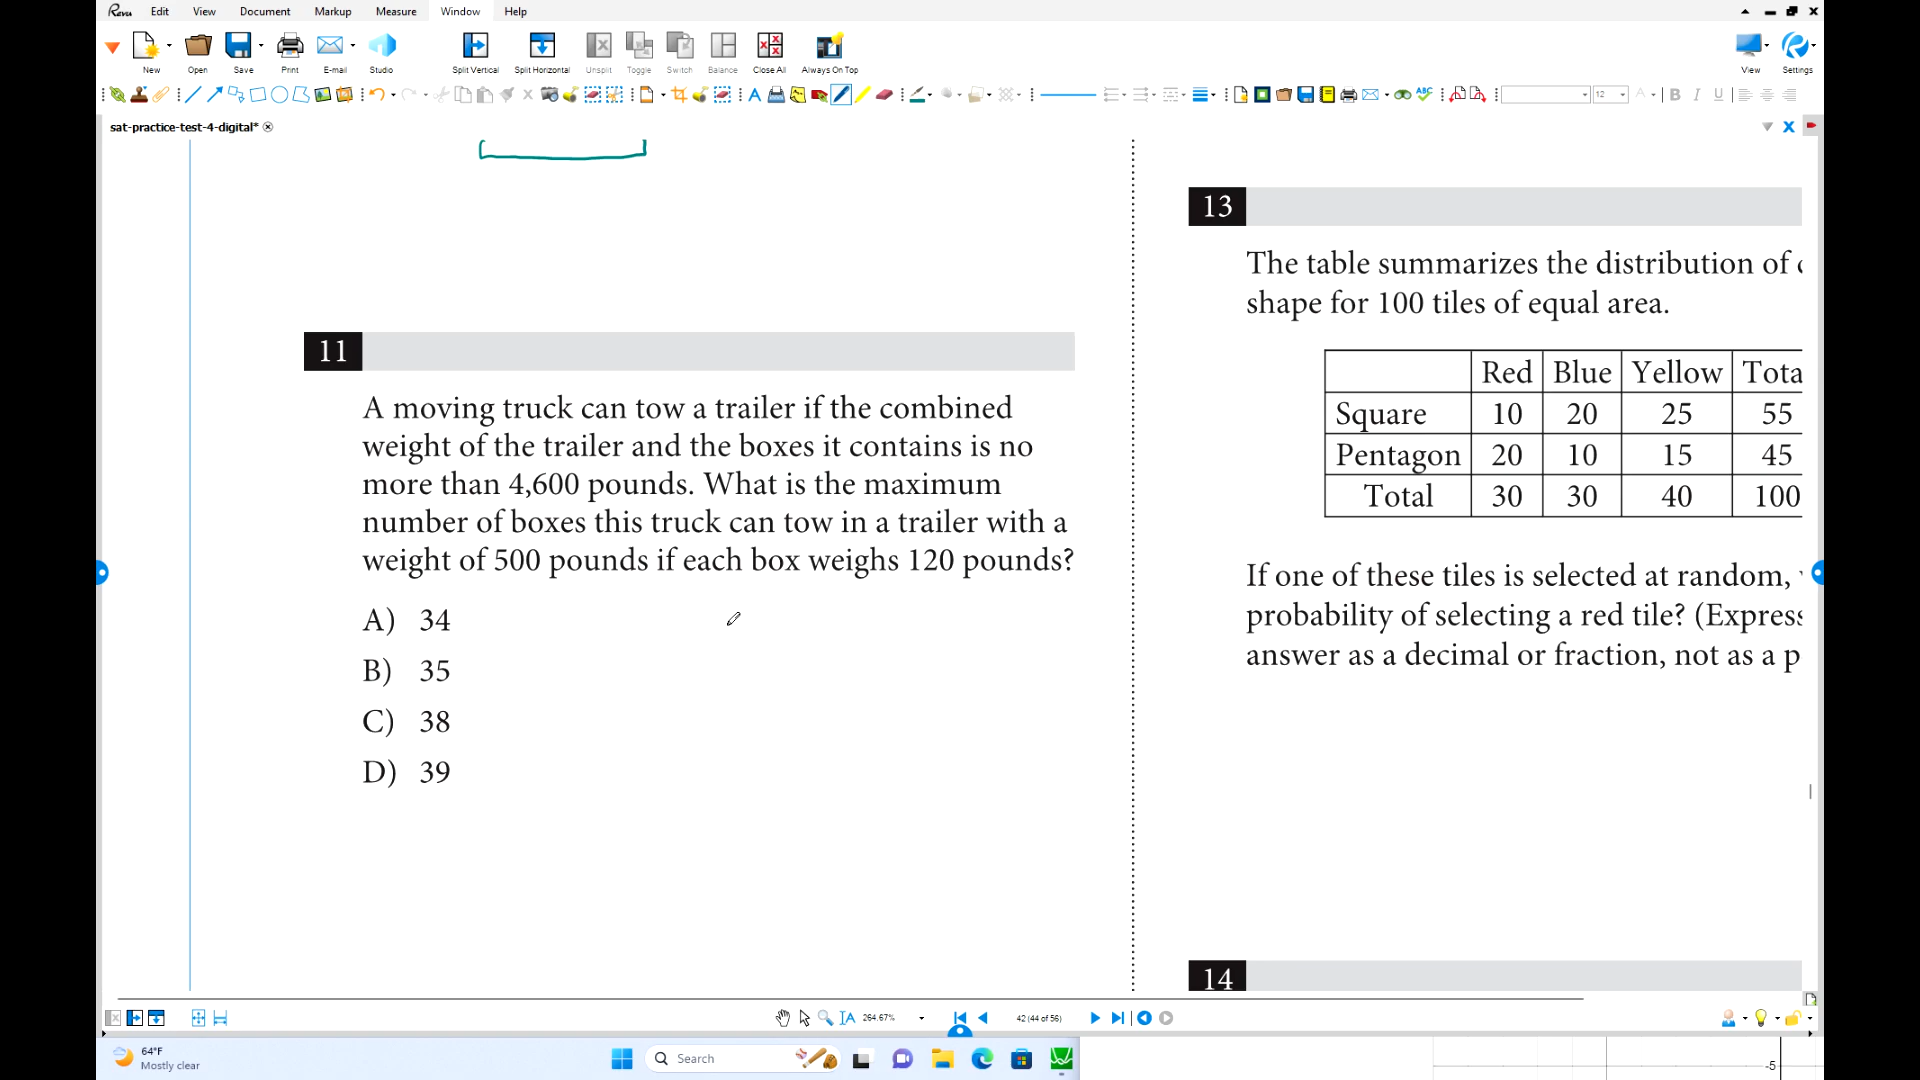 Revu Edit View Document Markup Measure Window Help
New Open Save Print E-mail Studio Split Vertical Split Horizontal Unsplit Toggle Switch Balance Close All Always On Top View Settings
12
sat-practice-test-4-digital*
11
A moving truck can tow a trailer if the combined
weight of the trailer and the boxes it contains is no
more than 4,600 pounds. What is the maximum
number of boxes this truck can tow in a trailer with a
weight of 500 pounds if each box weighs 120 pounds?
A) 34
B) 35
C) 38
D) 39
13
The table summarizes the distribution of
shape for 100 tiles of equal area.
Red Blue Yellow Tota
Square 10 20 25 55
Pentagon 20 10 15 45
Total 30 30 40 100
If one of these tiles is selected at random,
probability of selecting a red tile? (Express
answer as a decimal or fraction, not as a p
14
264.67% 42 (44 of 56)
64°F
Mostly clear
Search
-5